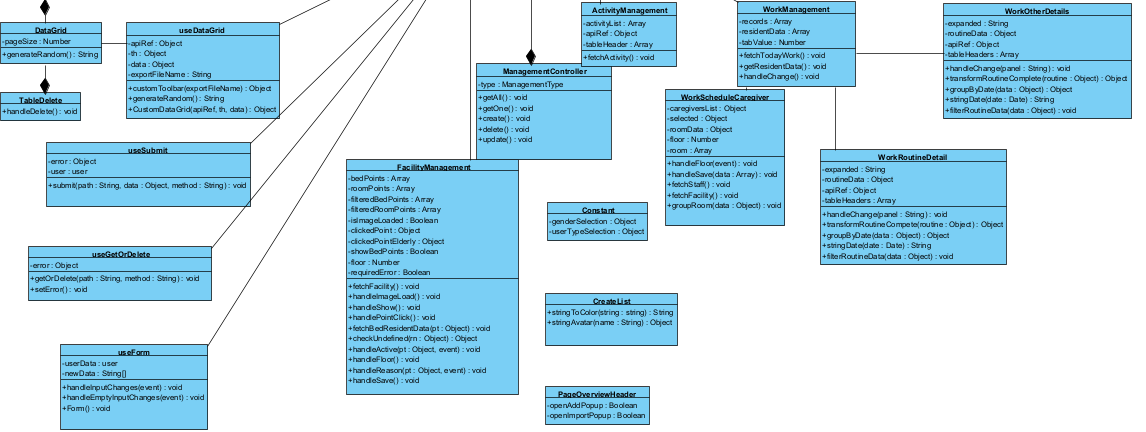 DataGrid
-pageSize : Number
+generateRandom() : String
TableDelete
+handleDelete() : void
useDataGrid
-apiRef : Object
-th : Object
-data : Object
-exportFileName : String
+customToolbar(exportFileName) : Object
+generateRandom() : String
+CustomDataGrid(apiRef, th, data) : Object
useSubmit
-error : Object
-user : user
+submit(path : String, data : Object, method : String) : void
useGetOrDelete
-error : Object
+getOrDelete(path : String, method : String) : void
+setError() : void
useForm
-userData : user
-newData : String[]
+handleInputChanges(event) : void
+handleEmptyInputChanges(event) : void
+Form() : void
FacilityManagement
-bedPoints : Array
-roomPoints : Array
-filteredBedPoints : Array
-filteredRoomPoints : Array
-isImageLoaded : Boolean
-clickedPoint : Object
-clickedPointElderly : Object
-showBedPoints : Boolean
-floor : Number
-requiredError : Boolean
+fetchFacility() : void
+handleImageLoad() : void
+handleShow() : void
+handlePointClick() : void
+fetchBedResidentData(pt : Object) : void
+checkUndefined(rn : Object) : Object
+handleActive(pt : Object, event) : void
+handleFloor() : void
+handleReason(pt : Object, event) : void
+handleSave() : void
ManagementController
-type : ManagementType
+getAll() : void
+getOne() : void
+create() : void
+delete() : void
+update() : void
ActivityManagement
-activityList : Array
-apiRef : Object
-tableHeader : Array
+fetchActivity() : void
Constant
-genderSelection : Object
-userTypeSelection : Object
CreateList
+stringToColor(string : string) : String
+stringAvatar(name : String) : Object
PageOverviewHeader
-openAddPopup : Boolean
-openImportPopup : Boolean
WorkManagement
-records : Array
-residentData : Array
-tabValue : Number
+fetchTodayWork() : void
+getResidentData() : void
+handleChange() : void
WorkScheduleCaregiver
-caregiversList : Object
-selected : Object
-roomData : Object
-floor : Number
-room : Array
+handleFloor(event) : void
+handleSave(data : Array) : void
+fetchStaff() : void
+fetchFacility() : void
+groupRoom(data : Object) : void
WorkOtherDetails
-expanded : String
-routineData : Object
-apiRef : Object
-tableHeaders : Array
+handleChange(panel : String) : void
+transformRoutineComplete(routine : Object) : Object
+groupByDate(data : Object) : Object
+stringDate(date : Date) : String
+filterRoutineData(data : Object) : void
WorkRoutineDetail
-expanded : String
-routineData : Object
-apiRef : Object
-tableHeaders : Array
+handleChange(panel : String) : void
+transformRoutineCompete(routine : Object) : Object
+groupByDate(data : Object) : Object
+stringDate(date : Date) : String
+filterRoutineData(data : Object) : void